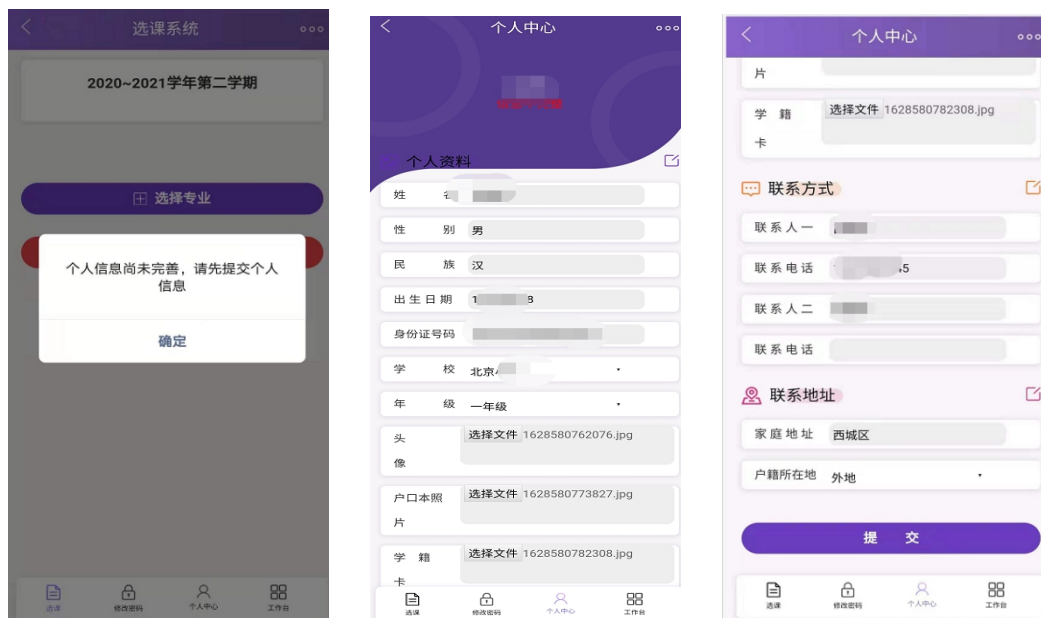 选课系统
2020~2021学年第二学期
选择专业
个人信息尚未完善，请先提交个人
信息
确定
选课
修改密码
个人中心
工作台
个人中心
个人资料
姓 名
性 别 男
民 族 汉
出生日期 1 8
身份证号码
学 校 北京
年 级 一年级
头
像
选择文件 1628580762076.jpg
户口本照
片
选择文件 1628580773827.jpg
学 籍
卡
选择文件 1628580782308.jpg
选课
修改密码
个人中心
工作台
个人中心
片
学 籍
卡
选择文件 1628580782308.jpg
联系方式
联系人一
联系电话 45
联系人二
联系电话
联系地址
家庭地址 西城区
户籍所在地 外地
提 交
选课
修改密码
个人中心
工作台